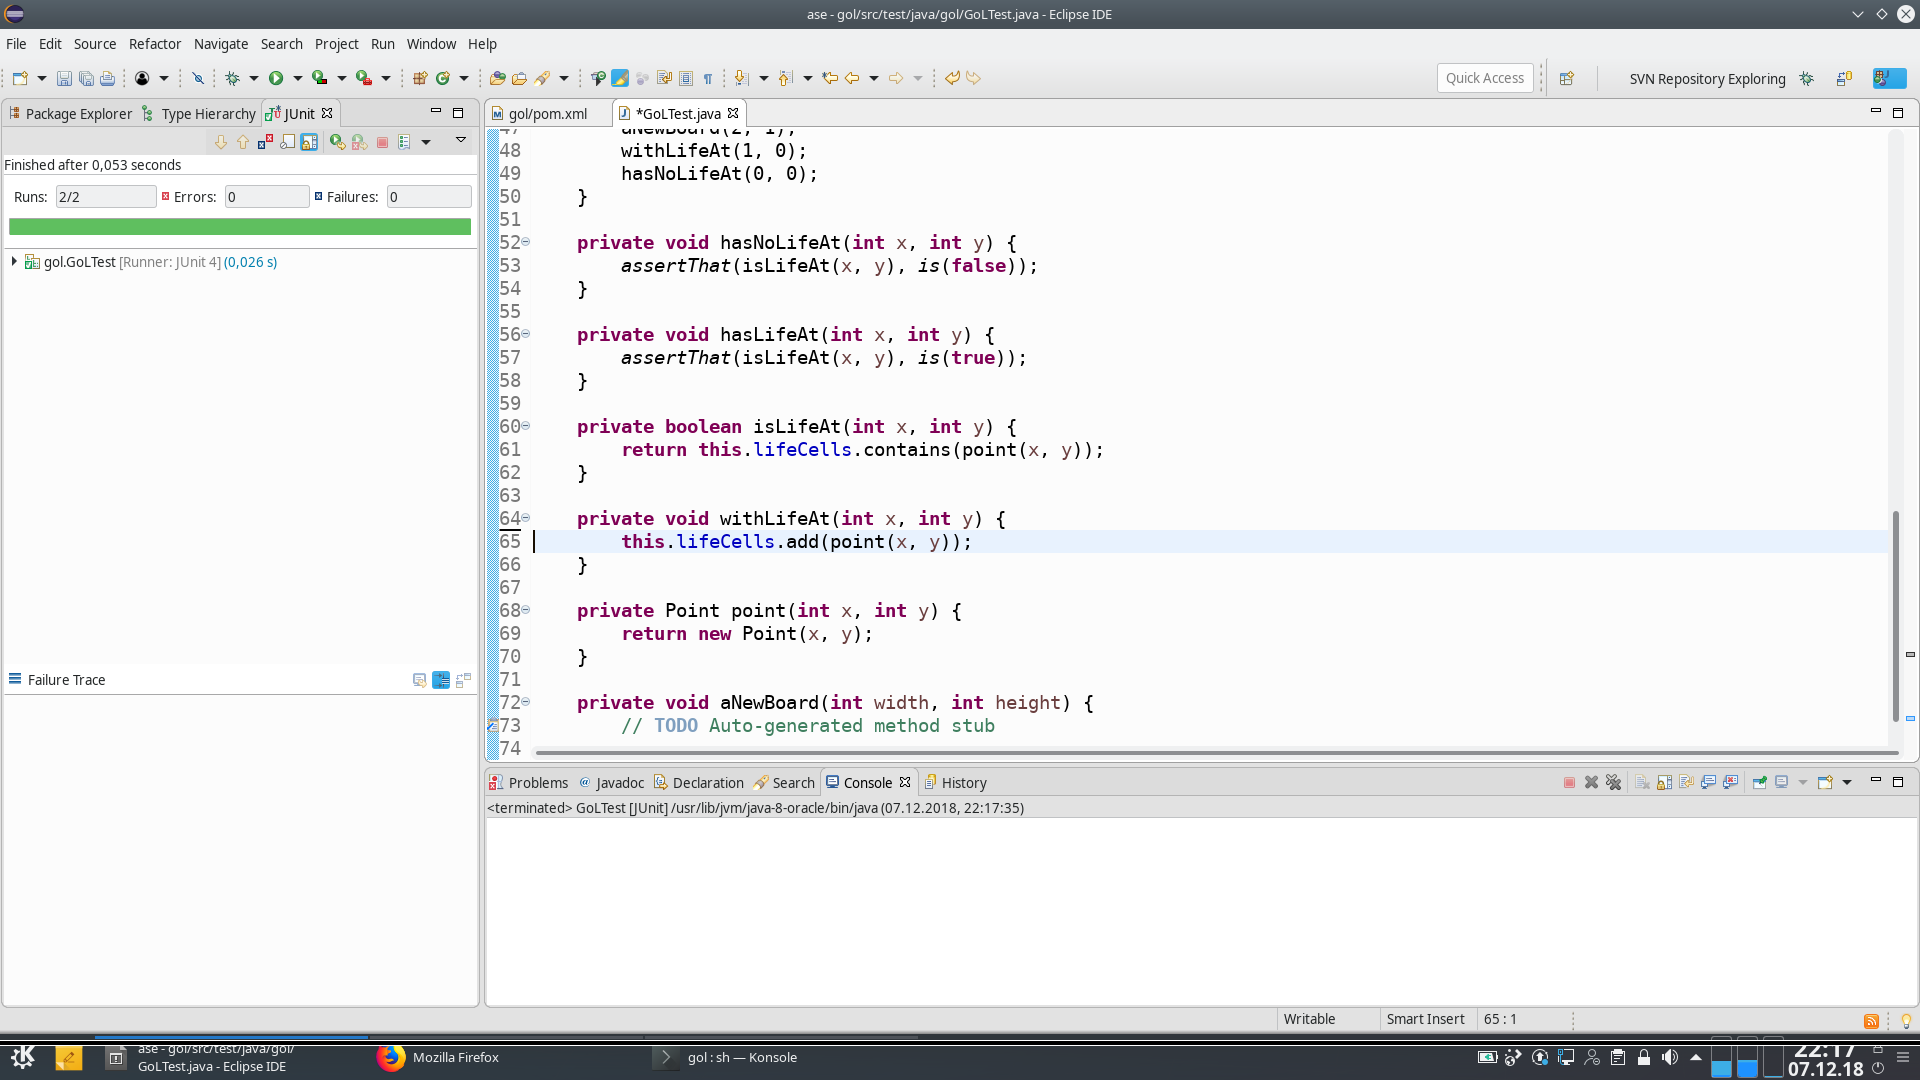 ase - gol/src/test/java/gol/GoLTest.java - Eclipse IDE
File Edit Source Refactor Navigate Search Project Run Window Help
Quick Access
SVN Repository Exploring
Package Explorer Type Hierarchy JUnit
Finished after 0,053 seconds
Runs: 2/2 Errors: 0 Failures: 0
gol.GoLTest [Runner: JUnit 4] (0,026 s)
Failure Trace
gol/pom.xml *GoLTest.java
47 aNewBoard(2, 1);
48 withLifeAt(1, 0);
49 hasNoLifeAt(0, 0);
50 }
51
52 private void hasNoLifeAt(int x, int y) {
53 assertThat(isLifeAt(x, y), is(false));
54 }
55
56 private void hasLifeAt(int x, int y) {
57 assertThat(isLifeAt(x, y), is(true));
58 }
59
60 private boolean isLifeAt(int x, int y) {
61 return this.lifeCells.contains(point(x, y));
62 }
63
64 private void withLifeAt(int x, int y) {
65 this.lifeCells.add(point(x, y));
66 }
67
68 private Point point(int x, int y) {
69 return new Point(x, y);
70 }
71
72 private void aNewBoard(int width, int height) {
73 // TODO Auto-generated method stub
74
Problems Javadoc Declaration Search Console History
<terminated> GoLTest [JUnit] /usr/lib/jvm/java-8-oracle/bin/java (07.12.2018, 22:17:35)
Writable Smart Insert 65 : 1
ase - gol/src/test/java/gol/
GoLTest.java - Eclipse IDE
Mozilla Firefox
gol : sh — Konsole
22:17
07.12.18